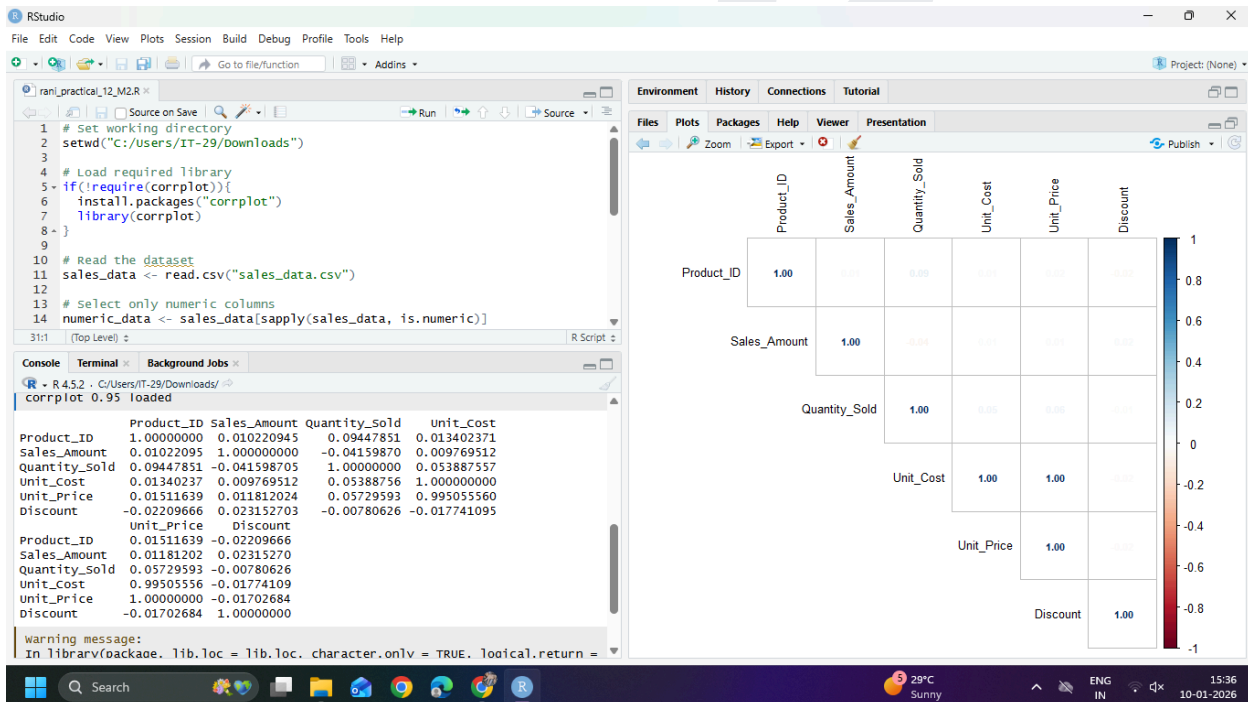 RStudio
File Edit Code View Plots Session Build Debug Profile Tools Help
Go to file/function Addins Project: (None)
rani_practical_12_M2.R
Source on Save Run Source
1 # Set working directory
2 setwd("C:/Users/IT-29/Downloads")
3
4 # Load required library
5 if(!require(corrplot)){
6 install.packages("corrplot")
7 library(corrplot)
8 }
9
10 # Read the dataset
11 sales_data <- read.csv("sales_data.csv")
12
13 # Select only numeric columns
14 numeric_data <- sales_data[sapply(sales_data, is.numeric)]
31:1 (Top Level) R Script
Console Terminal Background Jobs
R 4.5.2 · C:/Users/IT-29/Downloads/
corrplot 0.95 loaded
Product_ID Sales_Amount Quantity_Sold Unit_Cost
Product_ID 1.00000000 0.010220945 0.09447851 0.013402371
Sales_Amount 0.01022095 1.000000000 -0.04159870 0.009769512
Quantity_Sold 0.09447851 -0.041598705 1.00000000 0.053887557
Unit_Cost 0.01340237 0.009769512 0.05388756 1.000000000
Unit_Price 0.01511639 0.011812024 0.05729593 0.995055560
Discount -0.02209666 0.023152703 -0.00780626 -0.017741095
Unit_Price Discount
Product_ID 0.01511639 -0.02209666
Sales_Amount 0.01181202 0.02315270
Quantity_Sold 0.05729593 -0.00780626
Unit_Cost 0.99505556 -0.01774109
Unit_Price 1.00000000 -0.01702684
Discount -0.01702684 1.00000000
Warning message:
In library(package, lib.loc = lib.loc, character.only = TRUE, logical.return =
Environment History Connections Tutorial
Files Plots Packages Help Viewer Presentation
Zoom Export Publish
Product_ID Sales_Amount Quantity_Sold Unit_Cost Unit_Price Discount
Product_ID 1.00 0.09
Sales_Amount 1.00 -0.04
Quantity_Sold 1.00 0.05 0.06
Unit_Cost 1.00 1.00
Unit_Price 1.00
Discount 1.00
1
0.8
0.6
0.4
0.2
0
-0.2
-0.4
-0.6
-0.8
-1
Search
5
29°C
Sunny
ENG
IN
15:36
10-01-2026